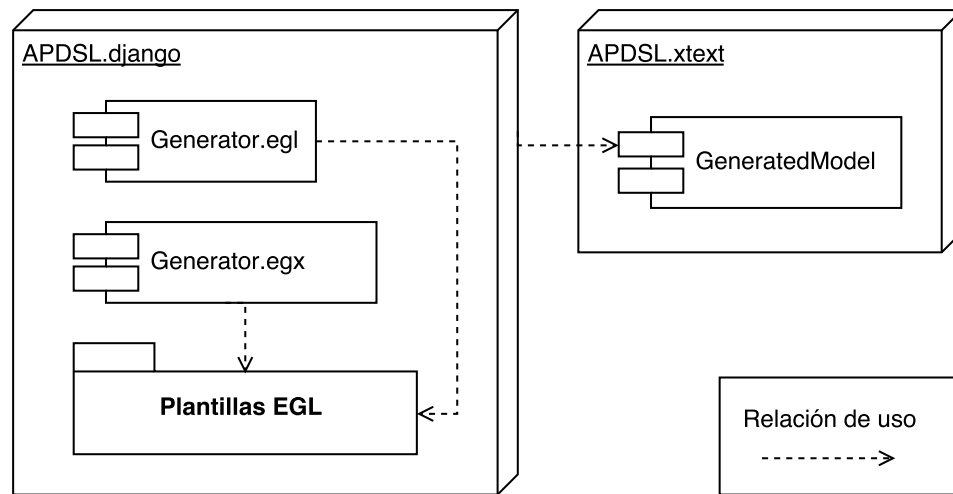 APDSL.django
Generator.egl
Generator.egx
Plantillas EGL
APDSL.xtext
GeneratedModel
Relación de uso